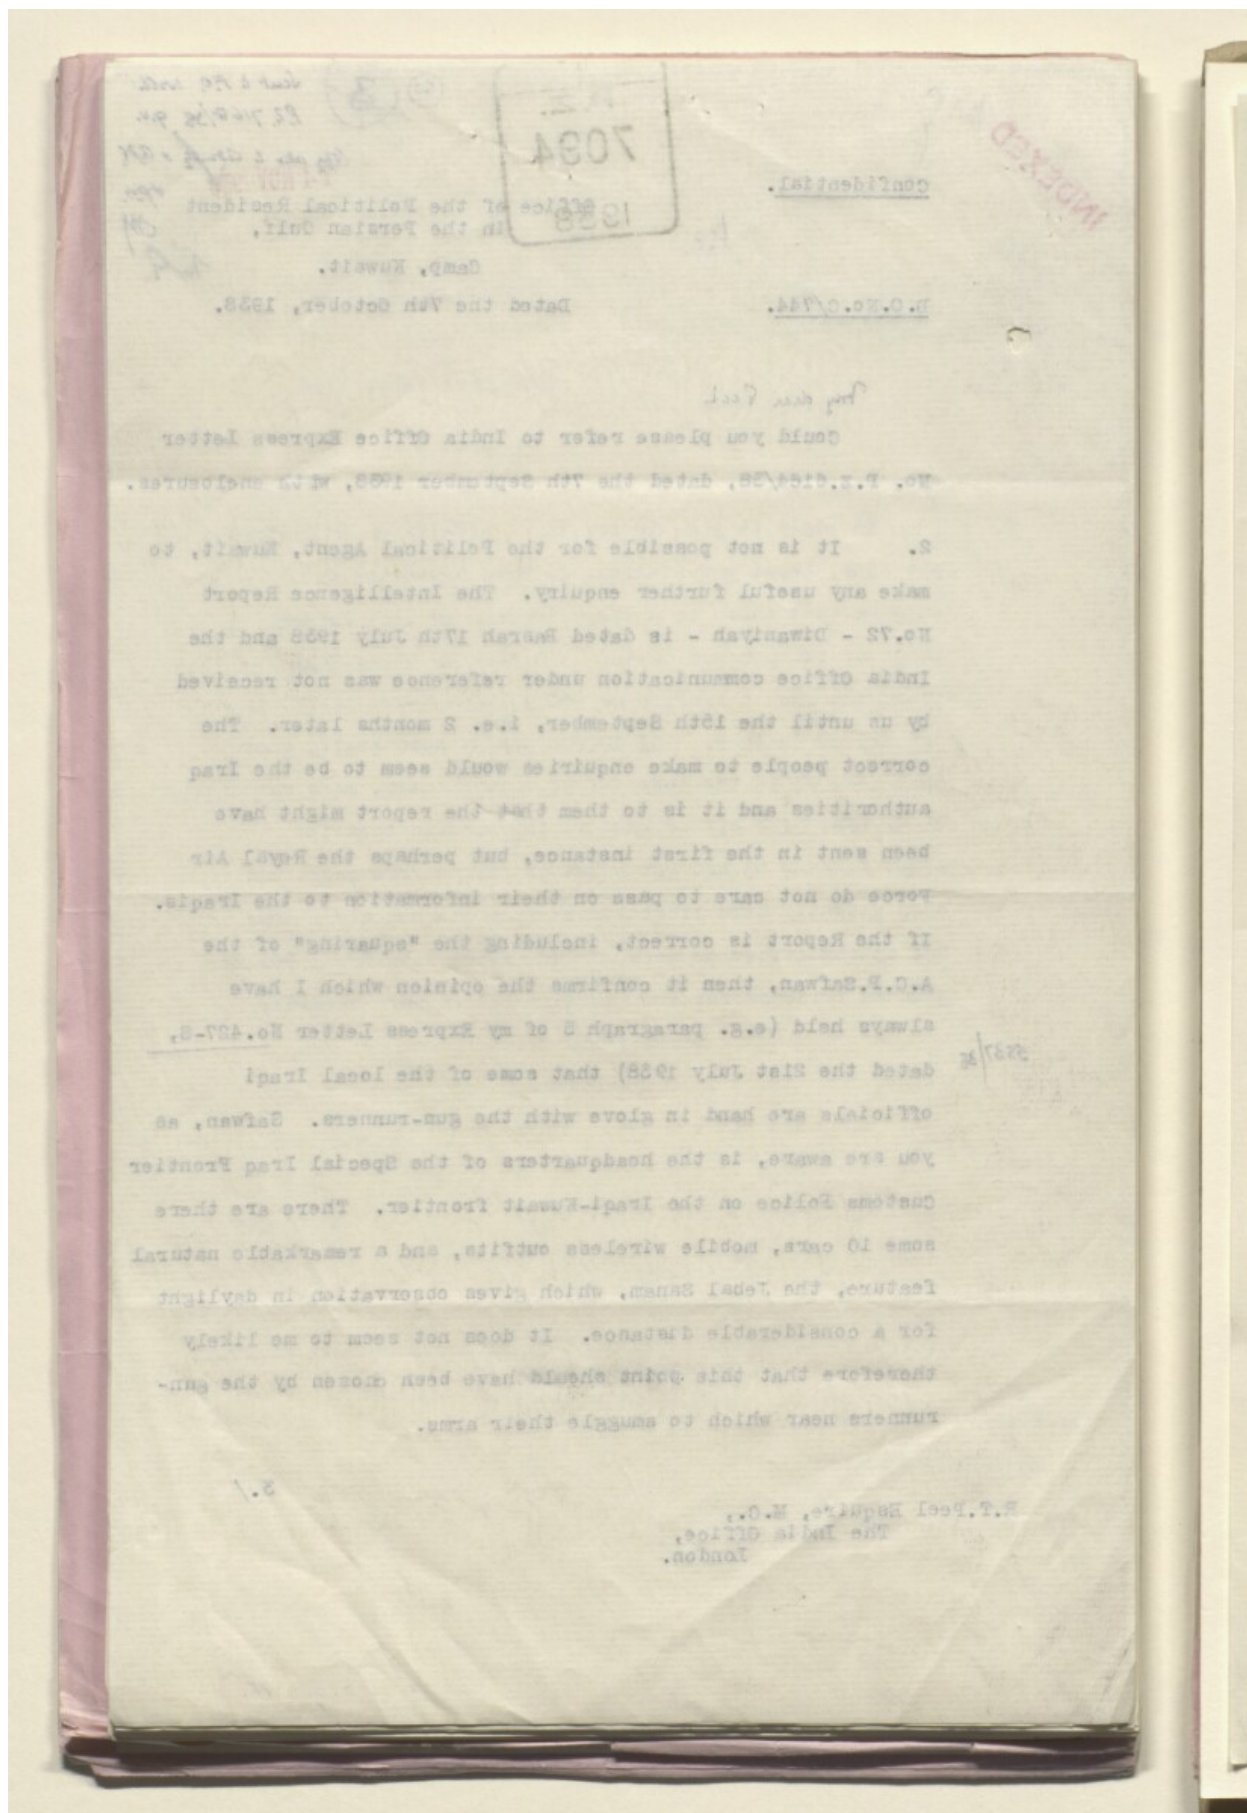 INDEXED
P.Z.
7094
1938
Confidential.
Office of the Political Resident
in the Persian Gulf,
Camp, Kuwait.
D.O.No.C/744.
Dated the 7th October, 1938.
My dear Peel
Could you please refer to India Office Express Letter
No. P.Z.6164/38, dated the 7th September 1938, with enclosures.
2. It is not possible for the Political Agent, Kuwait, to
make any useful further enquiry. The Intelligence Report
No.72 - Diwaniyah - is dated Basrah 17th July 1938 and the
India Office communication under reference was not received
by us until the 15th September, i.e. 2 months later. The
correct people to make enquiries would seem to be the Iraq
authorities and it is to them that the report might have
been sent in the first instance, but perhaps the Royal Air
Force do not care to pass on their information to the Iraqis.
If the Report is correct, including the "squaring" of the
A.C.P.Safwan, then it confirms the opinion which I have
always held (e.g. paragraph 5 of my Express Letter No.427-S,
dated the 21st July 1938) that some of the local Iraqi
5537/38
officials are hand in glove with the gun-runners. Safwan, as
you are aware, is the headquarters of the Special Iraq Frontier
Customs Police on the Iraqi-Kuwait frontier. There are there
some 10 cars, mobile wireless outfits, and a remarkable natural
feature, the Jebal Sanam, which gives observation in daylight
for a considerable distance. It does not seem to me likely
therefore that this point should have been chosen by the gun-
runners near which to smuggle their arms.
3./
R.T.Peel Esquire, M.C.,
The India Office,
London.